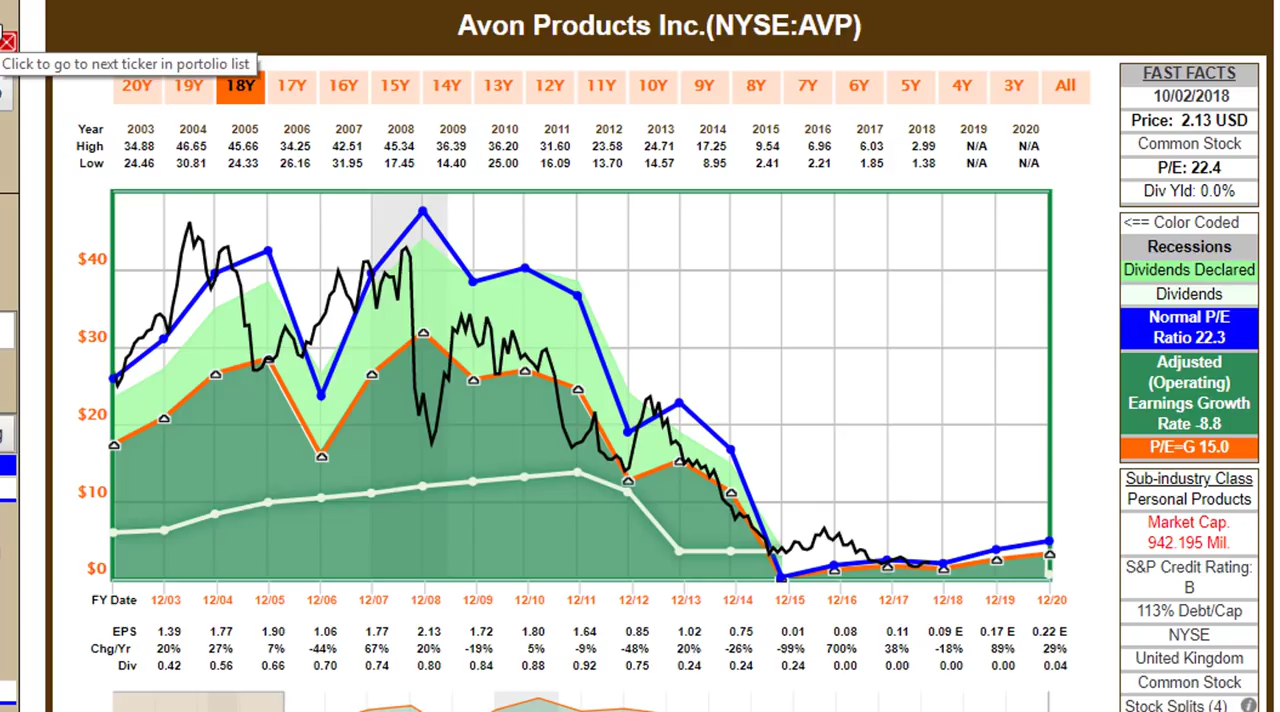 Avon Products Inc.(NYSE:AVP)
Click to go to next ticker in portolio list
20Y 19Y 18Y 17Y 16Y 15Y 14Y 13Y 12Y 11Y 10Y 9Y 8Y 7Y 6Y 5Y 4Y 3Y All
Year 2003 2004 2005 2006 2007 2008 2009 2010 2011 2012 2013 2014 2015 2016 2017 2018 2019 2020
High 34.88 46.65 45.66 34.25 42.51 45.34 36.39 36.20 31.60 23.58 24.71 17.25 9.54 6.96 6.03 2.99 N/A N/A
Low 24.46 30.81 24.33 26.16 31.95 17.45 14.40 25.00 16.09 13.70 14.57 8.95 2.41 2.21 1.85 1.38 N/A N/A
$40
$30
$20
$10
$0
FY Date 12/03 12/04 12/05 12/06 12/07 12/08 12/09 12/10 12/11 12/12 12/13 12/14 12/15 12/16 12/17 12/18 12/19 12/20
EPS 1.39 1.77 1.90 1.06 1.77 2.13 1.72 1.80 1.64 0.85 1.02 0.75 0.01 0.08 0.11 0.09 E 0.17 E 0.22 E
Chg/Yr 20% 27% 7% -44% 67% 20% -19% 5% -9% -48% 20% -26% -99% 700% 38% -18% 89% 29%
Div 0.42 0.56 0.66 0.70 0.74 0.80 0.84 0.88 0.92 0.75 0.24 0.24 0.24 0.00 0.00 0.00 0.00 0.04
FAST FACTS
10/02/2018
Price: 2.13 USD
Common Stock
P/E: 22.4
Div Yld: 0.0%
<== Color Coded
Recessions
Dividends Declared
Dividends
Normal P/E
Ratio 22.3
Adjusted
(Operating)
Earnings Growth
Rate -8.8
P/E=G 15.0
Sub-industry Class
Personal Products
Market Cap.
942.195 Mil.
S&P Credit Rating:
B
113% Debt/Cap
NYSE
United Kingdom
Common Stock
Stock Splits (4)